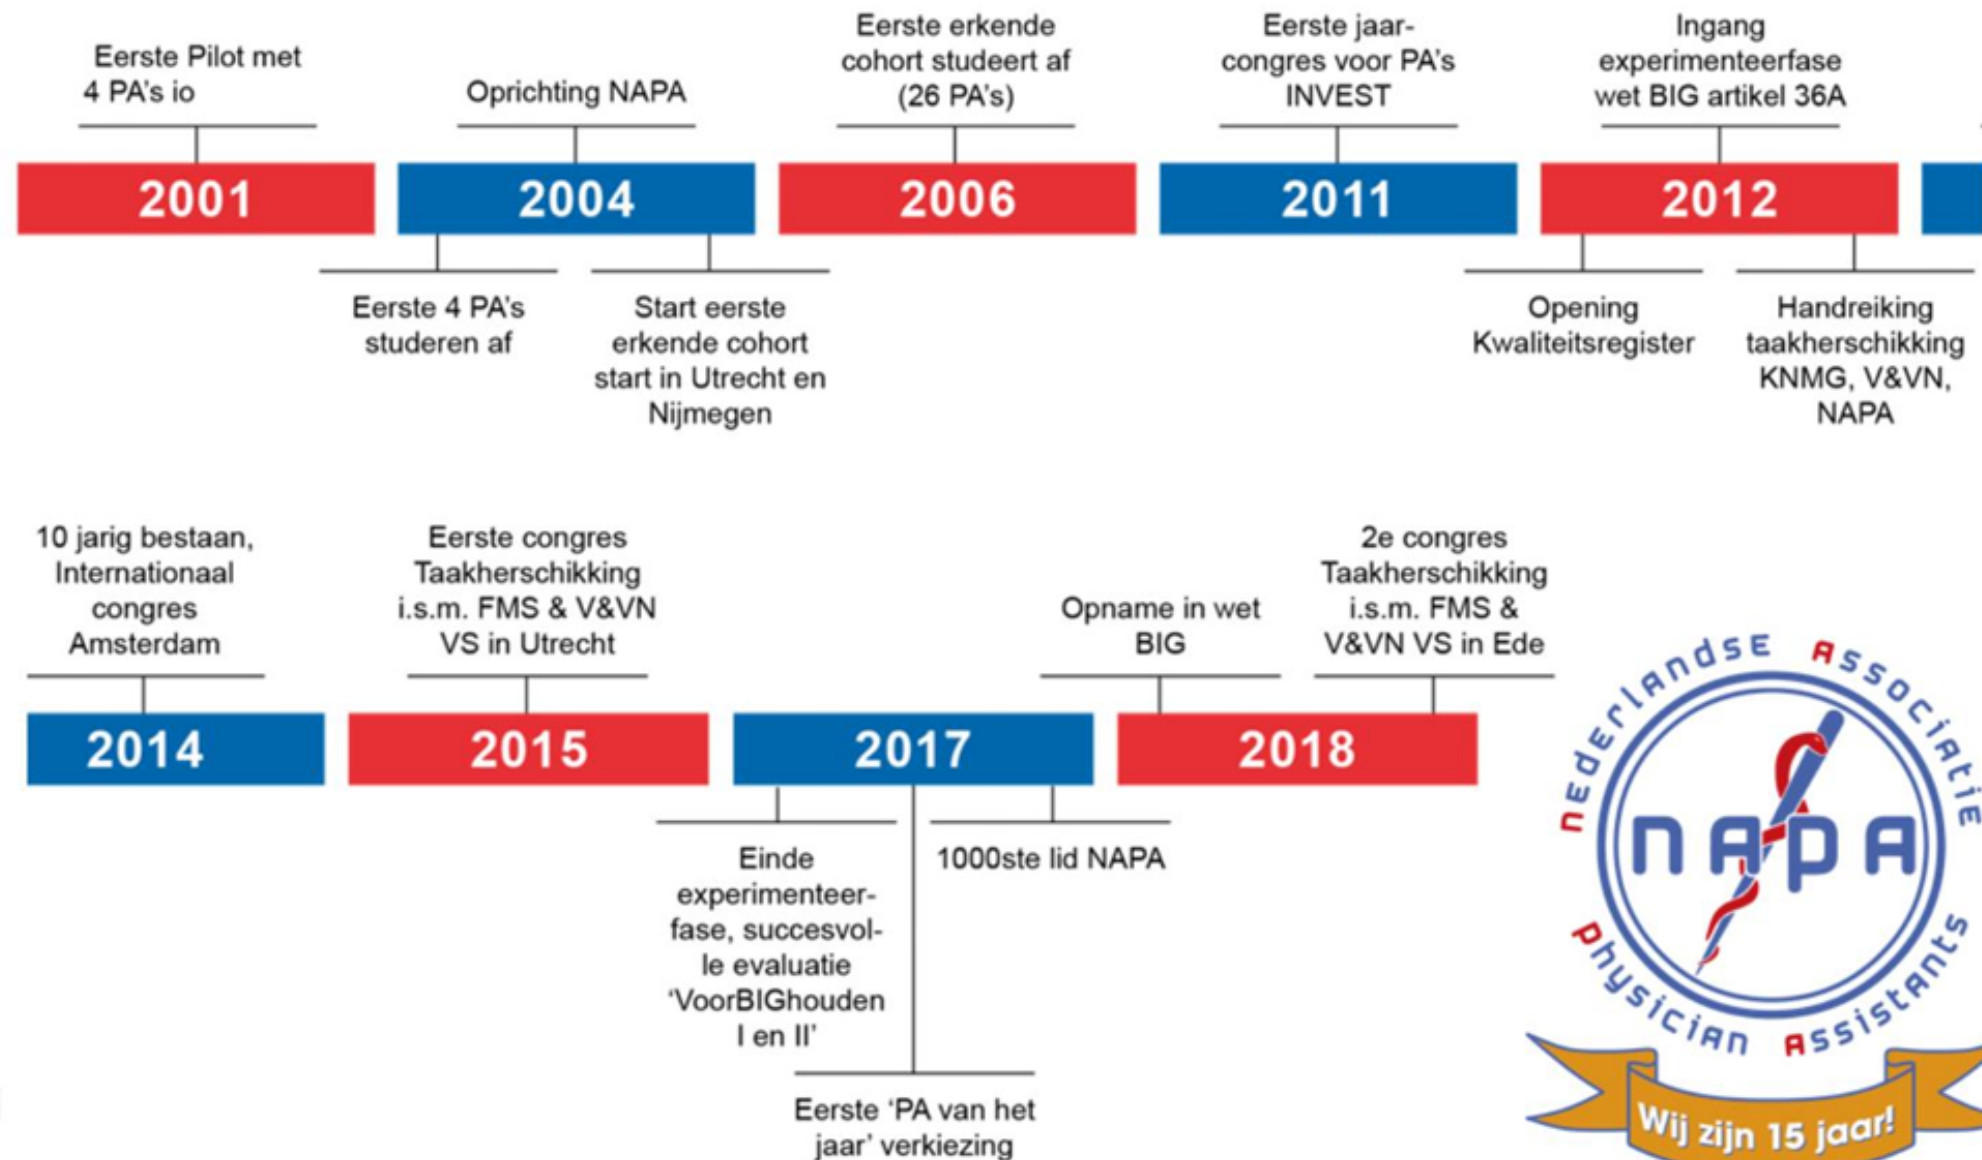 Eerste Pilot met
4 PA's io
2001
Oprichting NAPA
2004
Eerste 4 PA's
studeren af
Start eerste
erkende cohort
start in Utrecht en
Nijmegen
Eerste erkende
cohort studeert af
(26 PA's)
2006
Eerste jaar-
congres voor PA's
INVEST
2011
Ingang
experimenteerfase
wet BIG artikel 36A
2012
Opening
Kwaliteitsregister
Handreiking
taakherschikking
KNMG, V&VN,
NAPA
10 jarig bestaan,
Internationaal
congres
Amsterdam
2014
Eerste congres
Taakherschikking
i.s.m. FMS & V&VN
VS in Utrecht
2015
2017
Einde
experimenteer-
fase, succesvol-
le evaluatie
‘VoorBIGhouden
I en II’
Eerste ‘PA van het
jaar’ verkiezing
1000ste lid NAPA
Opname in wet
BIG
2e congres
Taakherschikking
i.s.m. FMS &
V&VN VS in Ede
2018
nederlandse associatie
napa
physician assistants
Wij zijn 15 jaar!